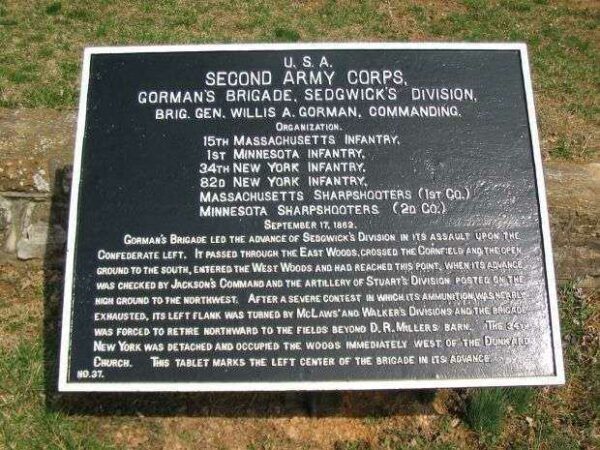 U. S. A.
SECOND ARMY CORPS,
GORMAN'S BRIGADE, SEDGWICK'S DIVISION,
BRIG. GEN. WILLIS A. GORMAN, COMMANDING.
ORGANIZATION.
15TH MASSACHUSETTS INFANTRY,
1ST MINNESOTA INFANTRY,
34TH NEW YORK INFANTRY,
82D NEW YORK INFANTRY,
MASSACHUSETTS SHARPSHOOTERS (1ST CO.)
MINNESOTA SHARPSHOOTERS (2D CO.)
SEPTEMBER 17, 1862.
GORMAN'S BRIGADE LED THE ADVANCE OF SEDGWICK'S DIVISION IN ITS ASSAULT UPON THE
CONFEDERATE LEFT. IT PASSED THROUGH THE EAST WOODS, CROSSED THE CORNFIELD AND THE OPEN
GROUND TO THE SOUTH, ENTERED THE WEST WOODS AND HAD REACHED THIS POINT, WHEN ITS ADVANCE
WAS CHECKED BY JACKSON'S COMMAND AND THE ARTILLERY OF STUART'S DIVISION POSTED ON THE
HIGH GROUND TO THE NORTHWEST. AFTER A SEVERE CONTEST IN WHICH ITS AMMUNITION WAS NEARLY
EXHAUSTED, ITS LEFT FLANK WAS TURNED BY MCLAWS' AND WALKER'S DIVISIONS AND THE BRIGADE
WAS FORCED TO RETIRE NORTHWARD TO THE FIELDS BEYOND D. R. MILLERS BARN. THE 34TH
NEW YORK WAS DETACHED AND OCCUPIED THE WOODS IMMEDIATELY WEST OF THE DUNKARD
CHURCH. THIS TABLET MARKS THE LEFT CENTER OF THE BRIGADE IN ITS ADVANCE.
NO. 37.